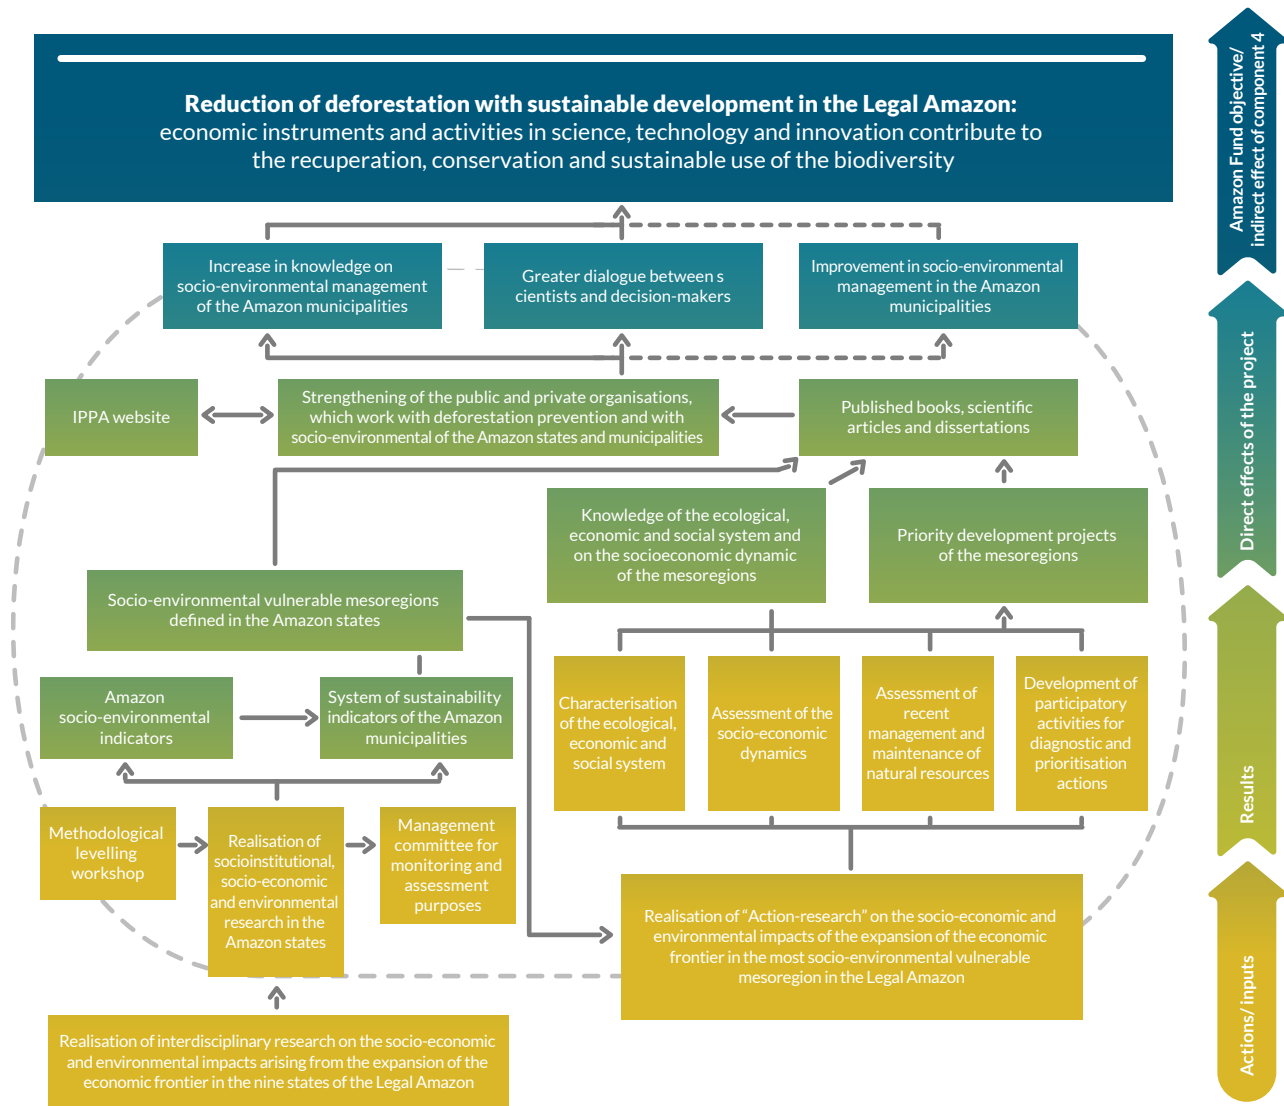 Reduction of deforestation with sustainable development in the Legal Amazon:
economic instruments and activities in science, technology and innovation contribute to
the recuperation, conservation and sustainable use of the biodiversity
Amazon Fund objective/
indirect effect of component 4
Increase in knowledge on
socio-environmental management
of the Amazon municipalities
Greater dialogue between s
cientists and decision-makers
Improvement in socio-environmental
management in the Amazon
municipalities
Direct effects of the project
IPPA website
Strengthening of the public and private organisations,
which work with deforestation prevention and with
socio-environmental of the Amazon states and municipalities
Published books, scientific
articles and dissertations
Knowledge of the ecological,
economic and social system and
on the socioeconomic dynamic
of the mesoregions
Priority development projects
of the mesoregions
Socio-environmental vulnerable mesoregions
defined in the Amazon states
Results
Amazon
socio-environmental
indicators
System of sustainability
indicators of the Amazon
municipalities
Characterisation
of the ecological,
economic and
social system
Assessment of the
socio-economic
dynamics
Assessment of
recent
management and
maintenance of
natural resources
Development of
participatory
activities for
diagnostic and
prioritisation
actions
Methodological
levelling
workshop
Realisation of
socioinstitutional,
socio-economic
and environmental
research in the
Amazon states
Management
committee for
monitoring and
assessment
purposes
Realisation of “Action-research” on the socio-economic and
environmental impacts of the expansion of the economic
frontier in the most socio-environmental vulnerable
mesoregion in the Legal Amazon
Actions/ inputs
Realisation of interdisciplinary research on the socio-economic
and environmental impacts arising from the expansion of the
economic frontier in the nine states of the Legal Amazon